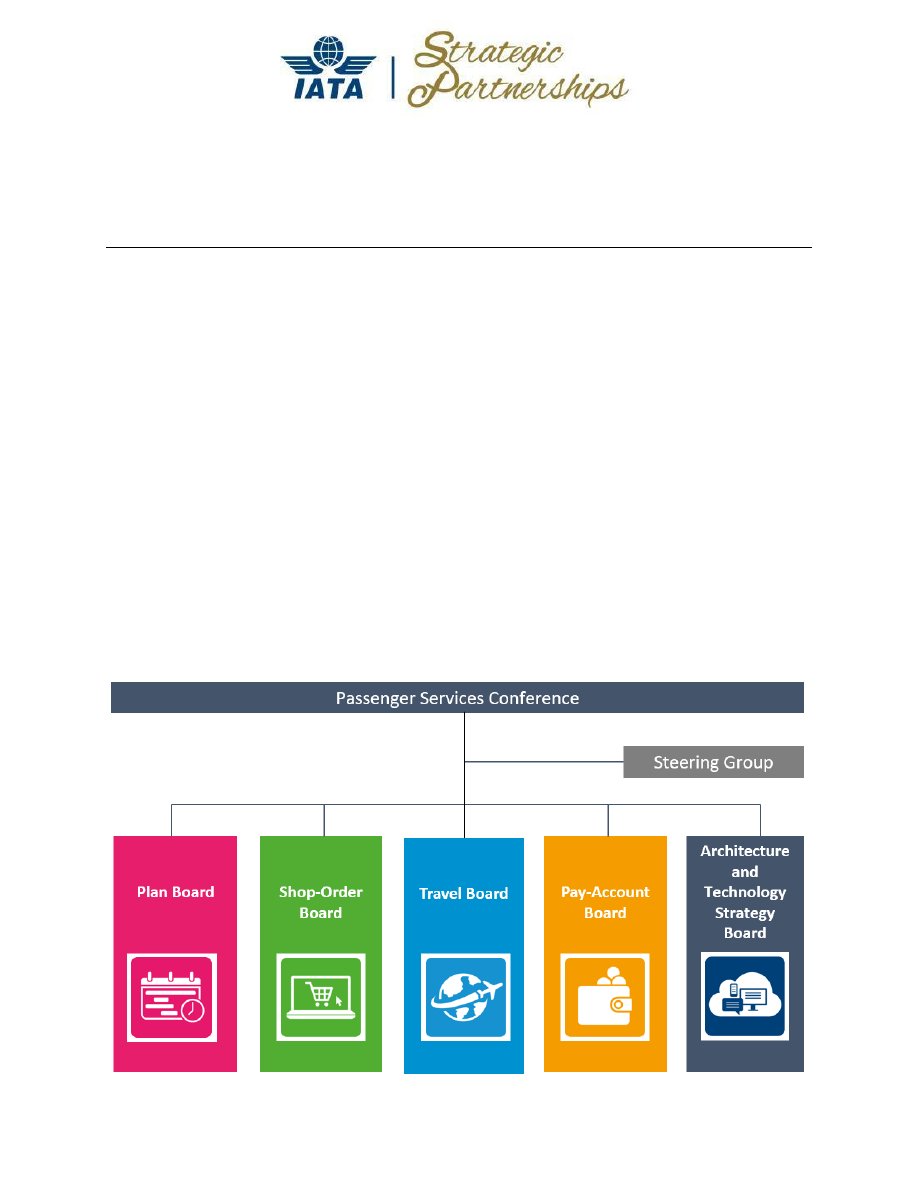 IATA
Strategic
Partnerships
Passenger Services Conference
Steering Group
Plan Board
Shop-Order
Board
Travel Board
Pay-Account
Board
Architecture
and
Technology
Strategy
Board